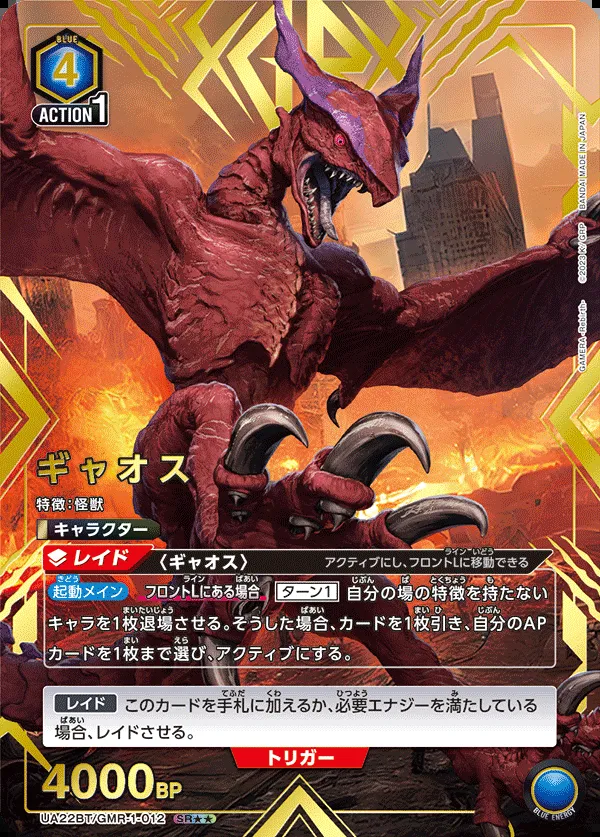 BLUE
4
ACTION 1
©2023 K/GRP BANDAI MADE IN JAPAN
GAMERA -Rebirth-
ギャオス
特徴:怪獣
キャラクター
レイド 〈ギャオス〉 アクティブにし、フロントLに移動できる
起動メイン フロントLにある場合 ターン1 自分の場の特徴を持たない
キャラを1枚退場させる。そうした場合、カードを1枚引き、自分のAP
カードを1枚まで選び、アクティブにする。
レイド このカードを手札に加えるか、必要エナジーを満たしている
場合、レイドさせる。
トリガー
4000BP
BLUE ENERGY
UA22BT/GMR-1-012 SR★★